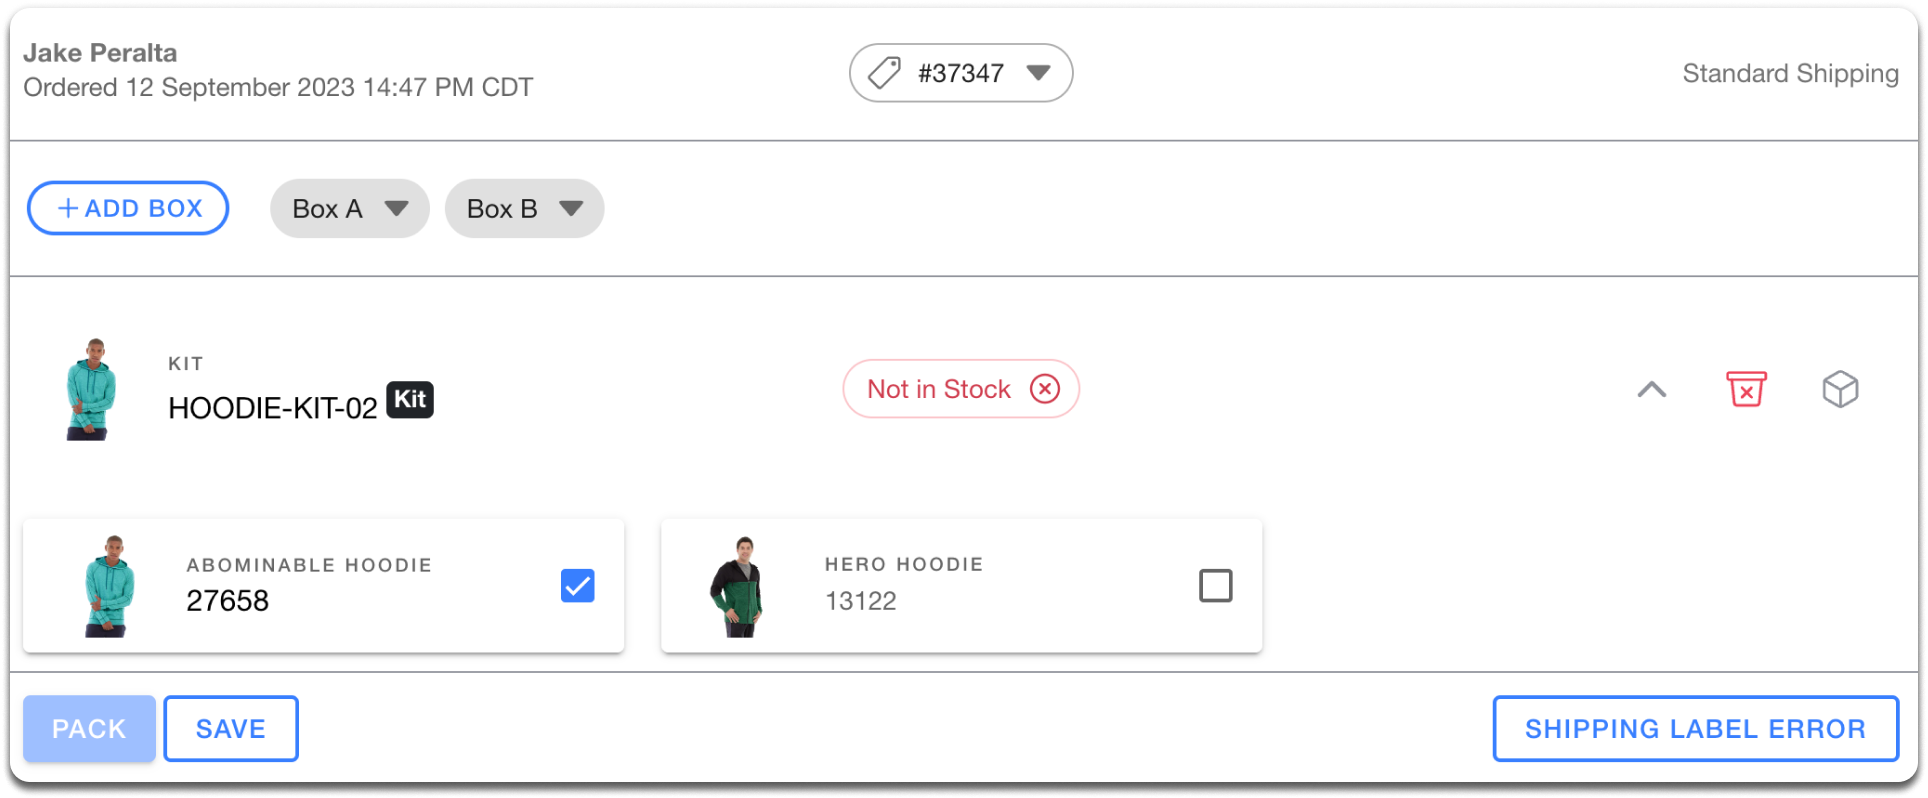 Jake Peralta
Ordered 12 September 2023 14:47 PM CDT
#37347
Standard Shipping
+ ADD BOX
Box A
Box B
KIT
HOODIE-KIT-02 Kit
Not in Stock
ABOMINABLE HOODIE
27658
HERO HOODIE
13122
PACK
SAVE
SHIPPING LABEL ERROR